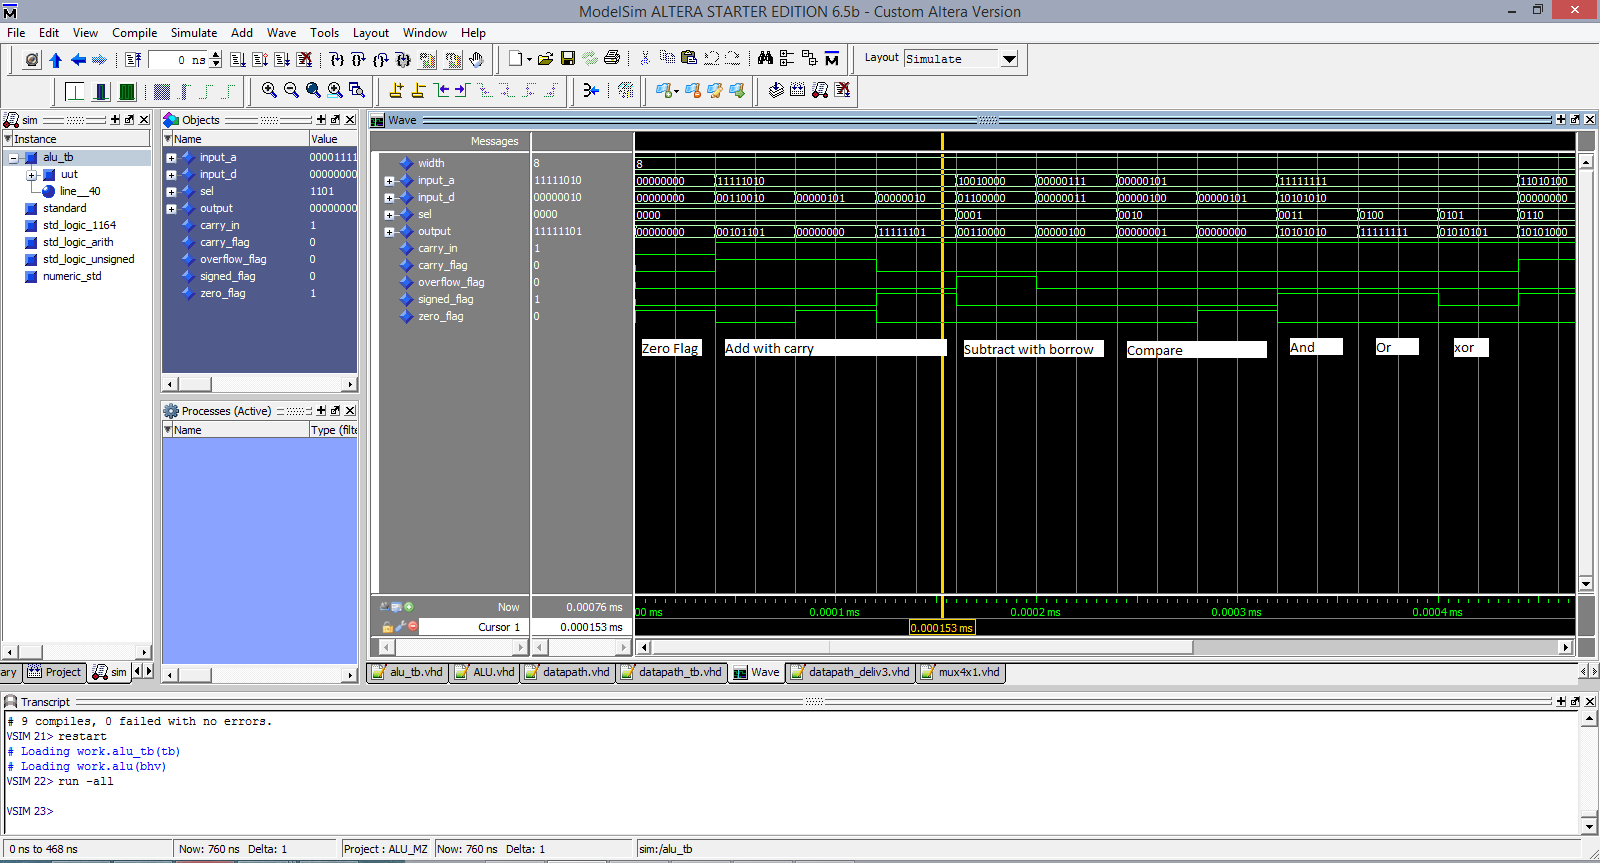 ModelSim ALTERA STARTER EDITION 6.5b - Custom Altera Version
File Edit View Compile Simulate Add Wave Tools Layout Window Help
0 ns
Layout Simulate
sim
Instance
alu_tb
uut
line__40
standard
std_logic_1164
std_logic_arith
std_logic_unsigned
numeric_std
Objects
Name Value
input_a 00001111
input_d 00000000
sel 1101
output 00000000
carry_in 1
carry_flag 0
overflow_flag 0
signed_flag 0
zero_flag 1
Processes (Active)
Name Type (filte
Wave
Messages
width 8 8
input_a 11111010 00000000 11111010 10010000 00000111 00000101 11111111 11010100
input_d 00000010 00000000 00110010 00000101 00000010 01100000 00000011 00000100 00000101 10101010 00000000
sel 0000 0000 0001 0010 0011 0100 0101 0110
output 11111101 00000000 00101101 00000000 11111101 00110000 00000100 00000001 00000000 10101010 11111111 01010101 10101000
carry_in 1
carry_flag 0
overflow_flag 0
signed_flag 1
zero_flag 0
Zero Flag Add with carry Subtract with borrow Compare And Or xor
Now 0.00076 ms 00 ms 0.0001 ms 0.0002 ms 0.0003 ms 0.0004 ms
Cursor 1 0.000153 ms 0.000153 ms
ary Project sim
alu_tb.vhd ALU.vhd datapath.vhd datapath_tb.vhd Wave datapath_deliv3.vhd mux4x1.vhd
Transcript
# 9 compiles, 0 failed with no errors.
VSIM 21> restart
# Loading work.alu_tb(tb)
# Loading work.alu(bhv)
VSIM 22> run -all
VSIM 23>
0 ns to 468 ns Now: 760 ns Delta: 1 Project : ALU_MZ Now: 760 ns Delta: 1 sim:/alu_tb